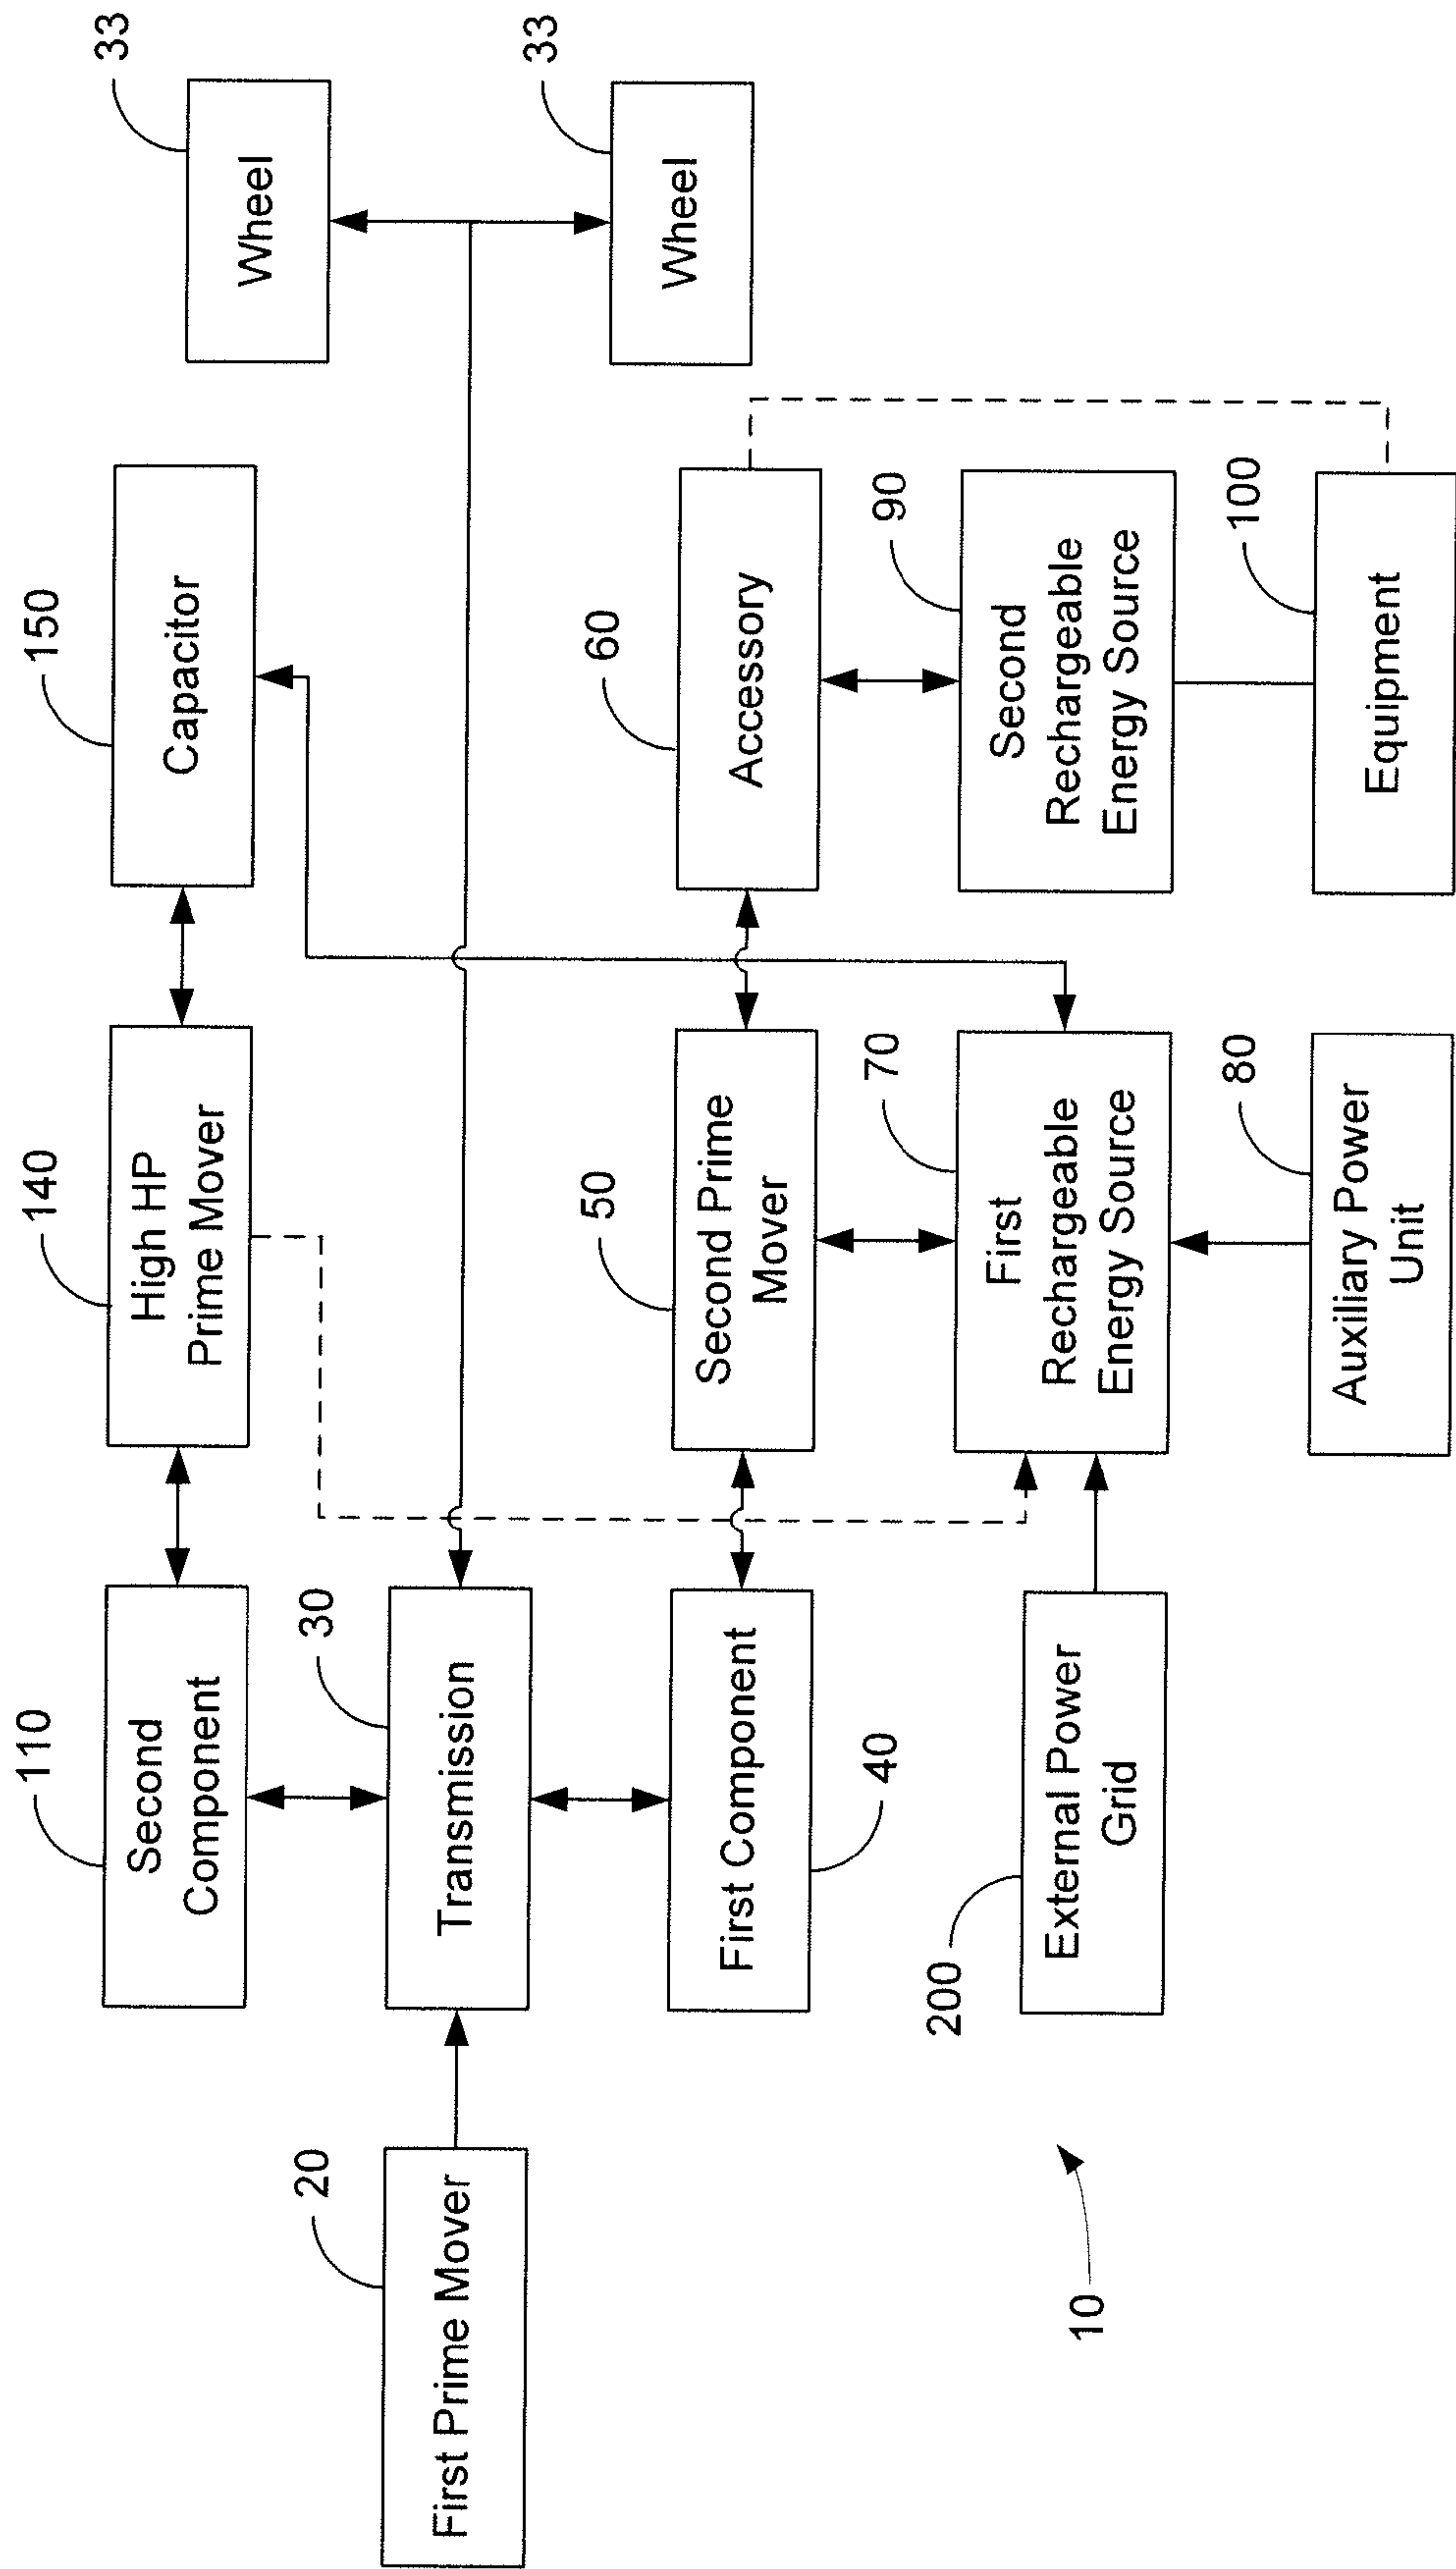 110
Second
Component
140
High HP
Prime Mover
150
Capacitor
33
Wheel
20
First Prime Mover
30
Transmission
33
Wheel
First Component
40
50
Second Prime
Mover
60
Accessory
200
External Power
Grid
70
First
Rechargeable
Energy Source
90
Second
Rechargeable
Energy Source
10
80
Auxiliary Power
Unit
100
Equipment